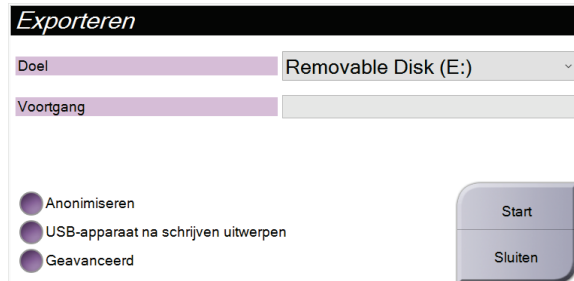 Exporteren
Doel
Removable Disk (E:)
Voortgang
Anonimiseren
USB-apparaat na schrijven uitwerpen
Geavanceerd
Start
Sluiten